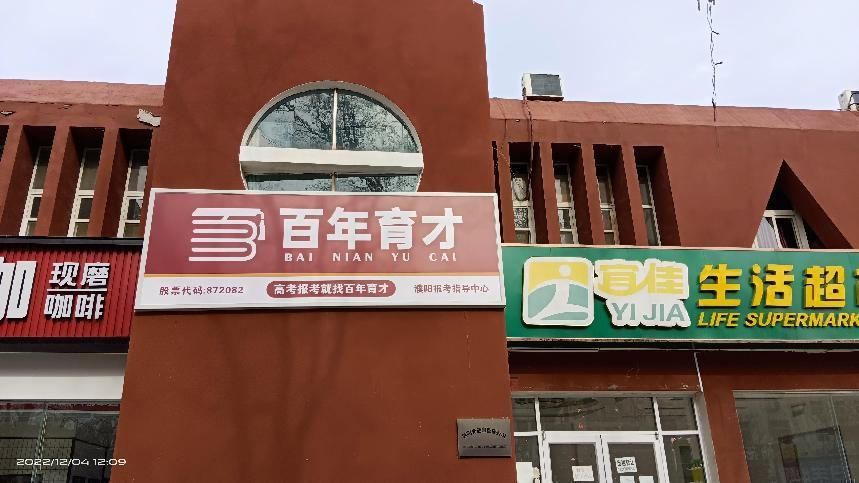 百年育才
BAI NIAN YU CAI
股票代码:872082
高考报考就找百年育才
濮阳报考指导中心
现磨
咖啡
宜佳
YI JIA
生活超
LIFE SUPERMARK
2022/12/04 12:09